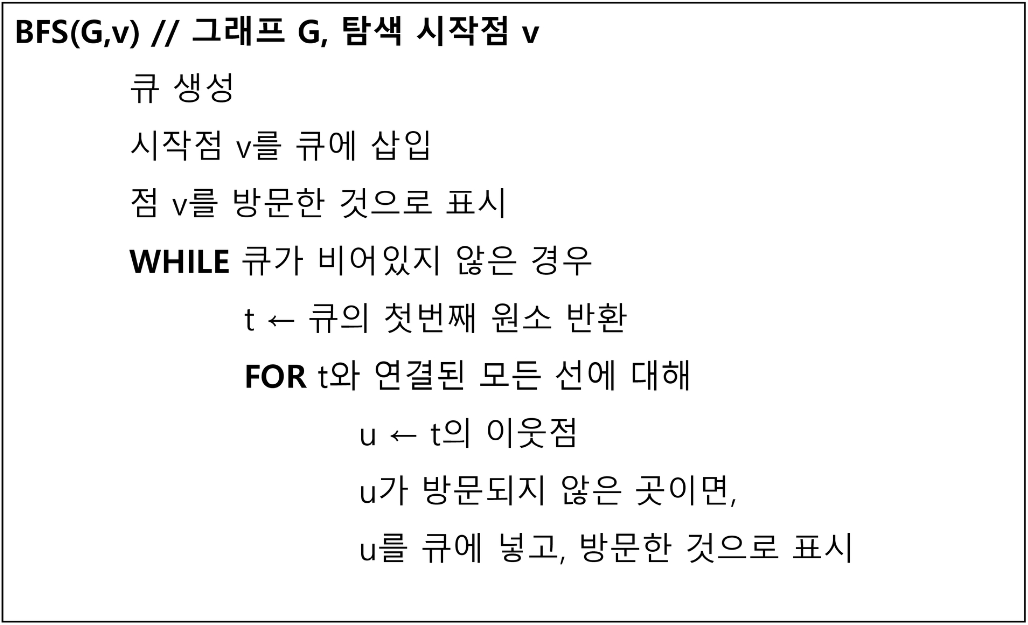 BFS(G,v) // 그래프 G, 탐색 시작점 v
큐 생성
시작점 v를 큐에 삽입
점 v를 방문한 것으로 표시
WHILE 큐가 비어있지 않은 경우
t ← 큐의 첫번째 원소 반환
FOR t와 연결된 모든 선에 대해
u ← t의 이웃점
u가 방문되지 않은 곳이면,
u를 큐에 넣고, 방문한 것으로 표시